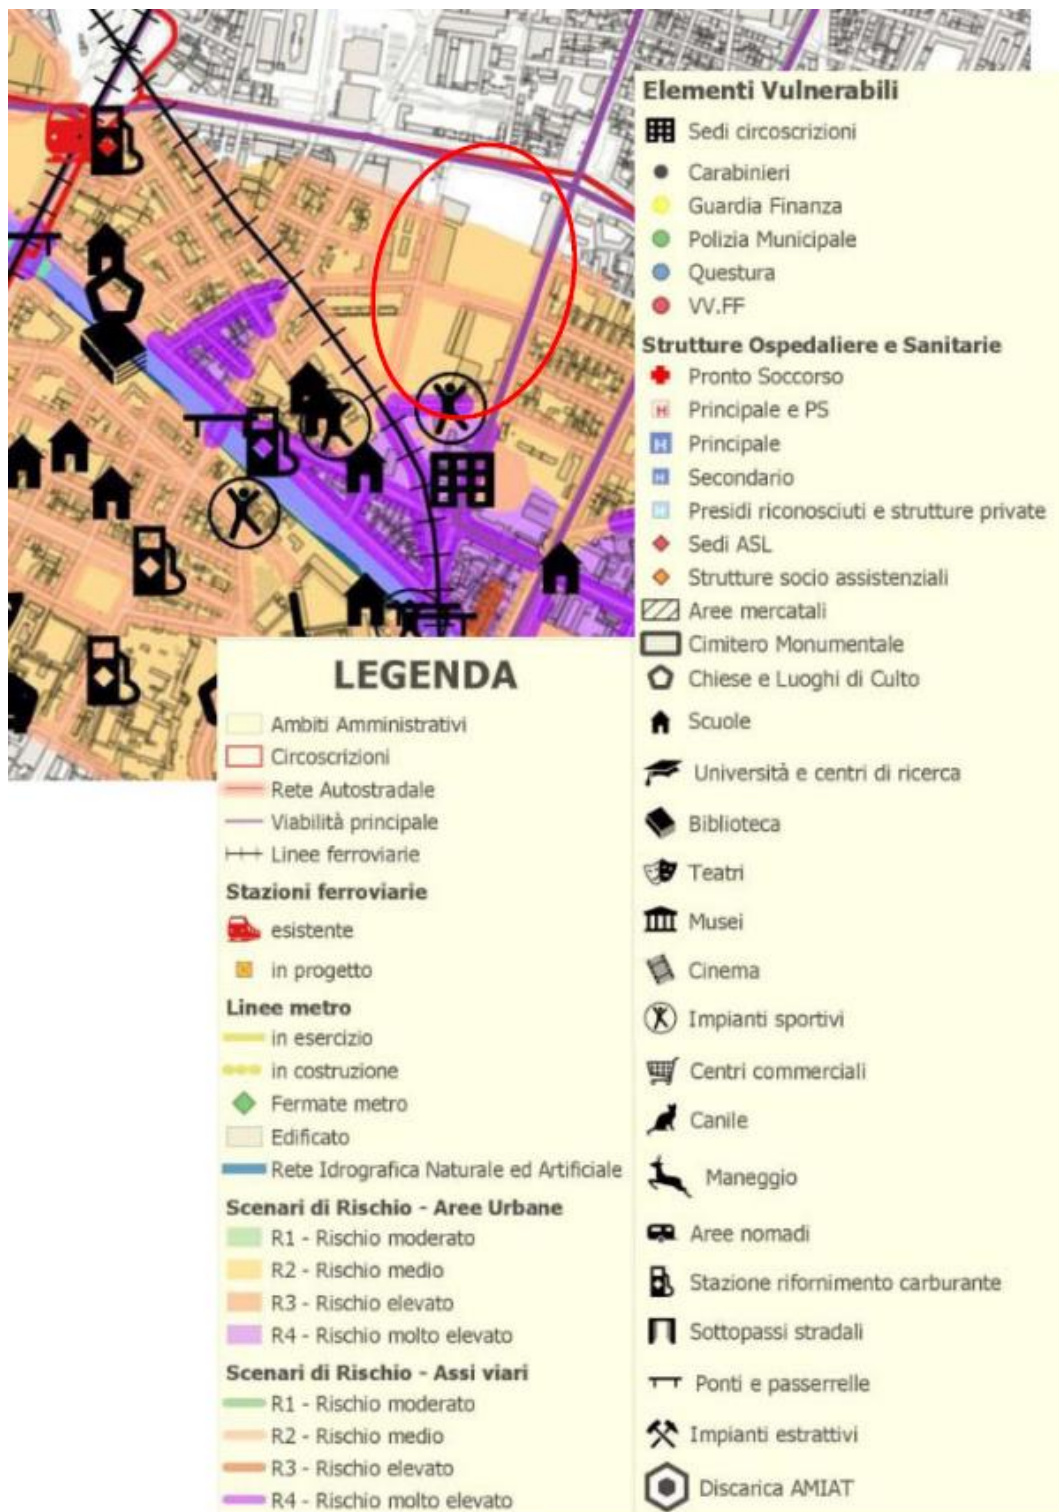 Elementi Vulnerabili
Sedi circoscrizioni
Carabinieri
Guardia Finanza
Polizia Municipale
Questura
VV.FF
Strutture Ospedaliere e Sanitarie
Pronto Soccorso
H Principale e PS
H Principale
H Secondario
H Presidi riconosciuti e strutture private
Sedi ASL
Strutture socio assistenziali
Aree mercatali
Cimitero Monumentale
Chiese e Luoghi di Culto
Scuole
Università e centri di ricerca
Biblioteca
Teatri
Musei
Cinema
Impianti sportivi
Centri commerciali
Canile
Maneggio
Aree nomadi
Stazione rifornimento carburante
Sottopassi stradali
Ponti e passerrelle
Impianti estrattivi
Discarica AMIAT
LEGENDA
Ambiti Amministrativi
Circoscrizioni
Rete Autostradale
Viabilità principale
Linee ferroviarie
Stazioni ferroviarie
esistente
in progetto
Linee metro
in esercizio
in costruzione
Fermate metro
Edificato
Rete Idrografica Naturale ed Artificiale
Scenari di Rischio - Aree Urbane
R1 - Rischio moderato
R2 - Rischio medio
R3 - Rischio elevato
R4 - Rischio molto elevato
Scenari di Rischio - Assi viari
R1 - Rischio moderato
R2 - Rischio medio
R3 - Rischio elevato
R4 - Rischio molto elevato